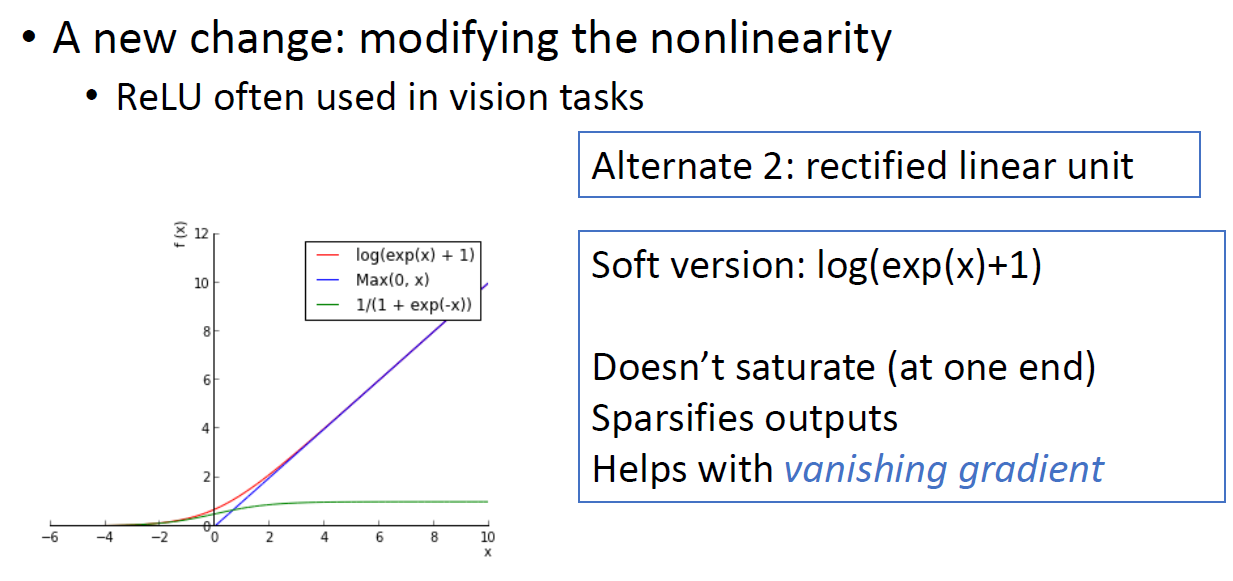 • A new change: modifying the nonlinearity
• ReLU often used in vision tasks
Alternate 2: rectified linear unit
Soft version: log(exp(x)+1)
Doesn’t saturate (at one end)
Sparsifies outputs
Helps with vanishing gradient
f (x)
12
10
8
6
4
2
0
log(exp(x) + 1)
Max(0, x)
1/(1 + exp(-x))
−6 −4 −2 0 2 4 6 8 10
x